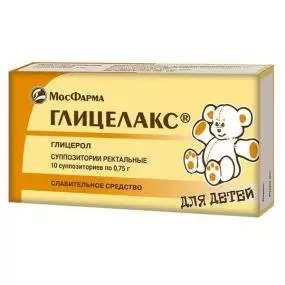 МосФарма
ГЛИЦЕЛАКС®
ГЛИЦЕРОЛ
СУППОЗИТОРИИ РЕКТАЛЬНЫЕ
10 суппозиториев по 0,75 г
СЛАБИТЕЛЬНОЕ СРЕДСТВО
ДЛЯ ДЕТЕЙ